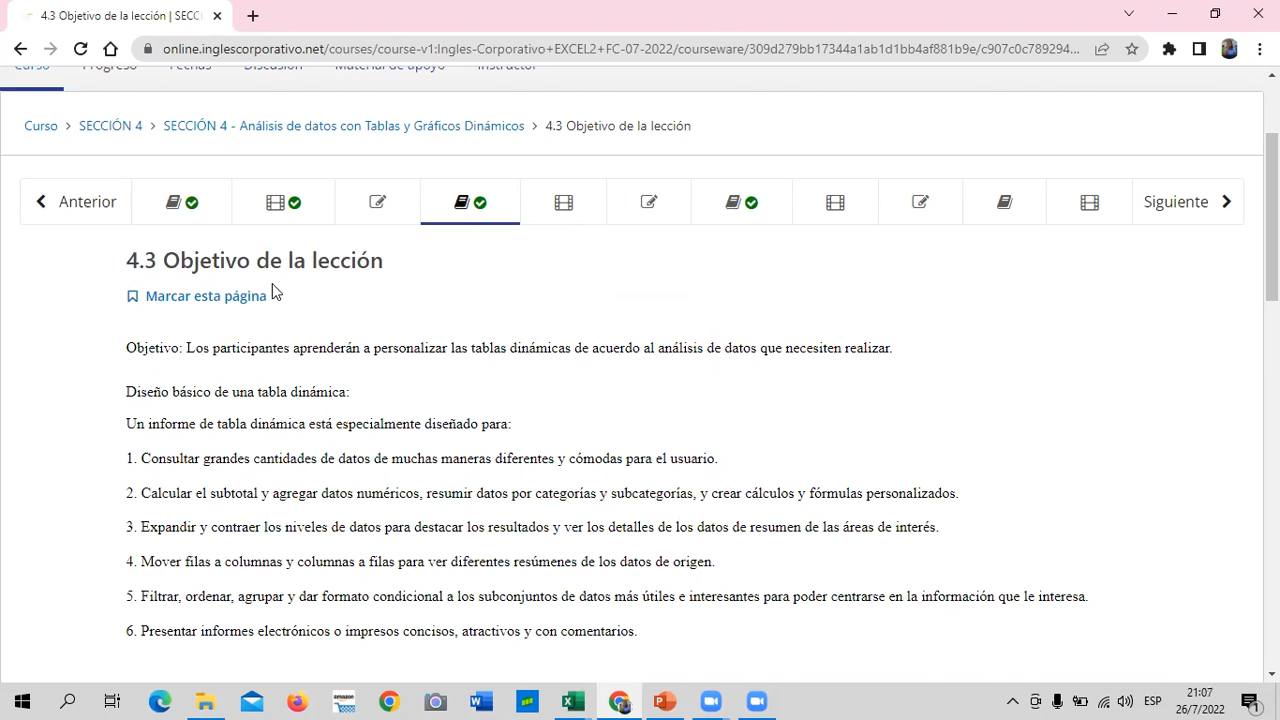 4.3 Objetivo de la lección | SECC
online.inglescorporativo.net/courses/course-v1:Ingles-Corporativo+EXCEL2+FC-07-2022/courseware/309d279bb17344a1ab1d1bb4af881b9e/c907c0c789294...
Curso Progreso Fechas Discusión Material de apoyo Instructor
Curso > SECCIÓN 4 > SECCIÓN 4 - Análisis de datos con Tablas y Gráficos Dinámicos > 4.3 Objetivo de la lección
Anterior Siguiente
4.3 Objetivo de la lección
Marcar esta página
Objetivo: Los participantes aprenderán a personalizar las tablas dinámicas de acuerdo al análisis de datos que necesiten realizar.
Diseño básico de una tabla dinámica:
Un informe de tabla dinámica está especialmente diseñado para:
1. Consultar grandes cantidades de datos de muchas maneras diferentes y cómodas para el usuario.
2. Calcular el subtotal y agregar datos numéricos, resumir datos por categorías y subcategorías, y crear cálculos y fórmulas personalizados.
3. Expandir y contraer los niveles de datos para destacar los resultados y ver los detalles de los datos de resumen de las áreas de interés.
4. Mover filas a columnas y columnas a filas para ver diferentes resúmenes de los datos de origen.
5. Filtrar, ordenar, agrupar y dar formato condicional a los subconjuntos de datos más útiles e interesantes para poder centrarse en la información que le interesa.
6. Presentar informes electrónicos o impresos concisos, atractivos y con comentarios.
amazon
ESP
21:07
26/7/2022
1